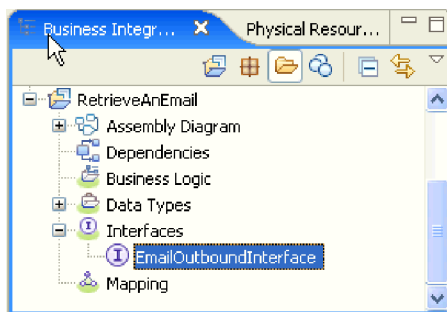 Business Integr... Physical Resour...
RetrieveAnEmail
Assembly Diagram
Dependencies
Business Logic
Data Types
Interfaces
EmailOutboundInterface
Mapping